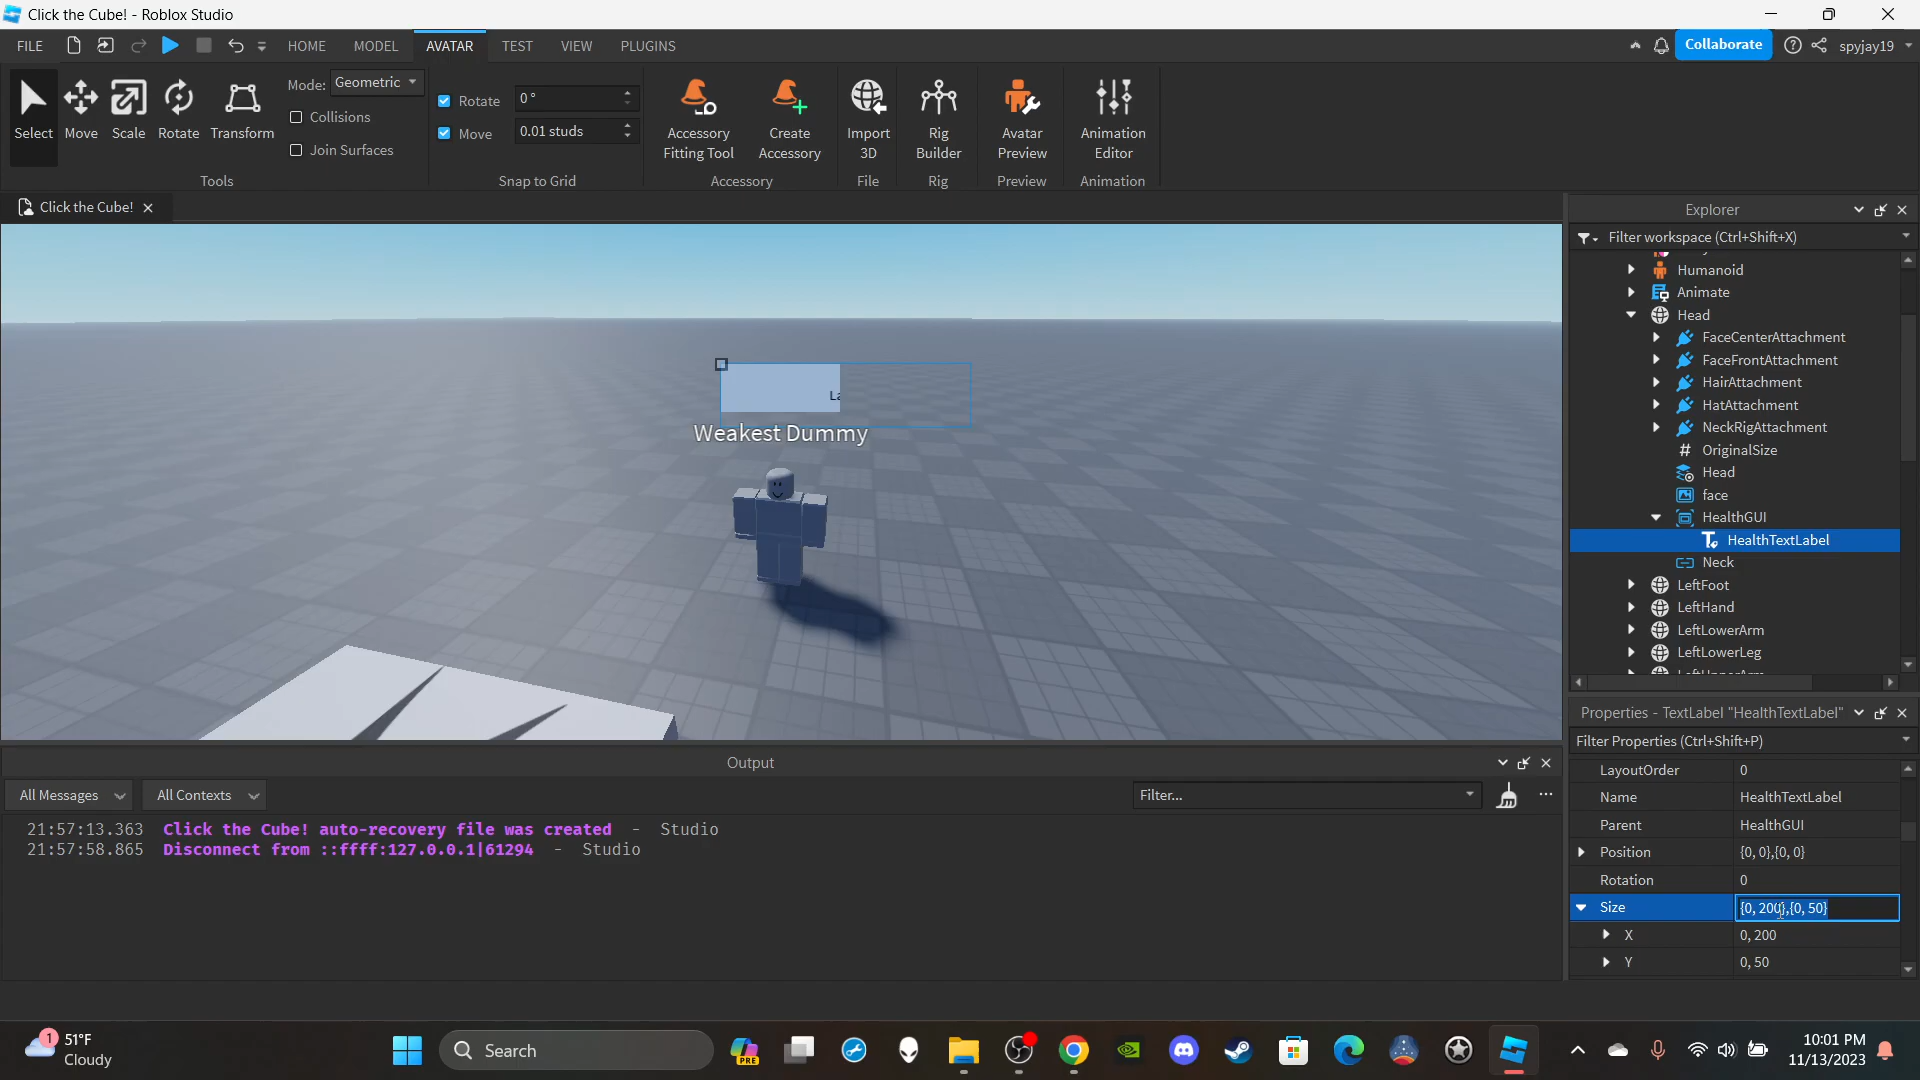 Click the Cube! - Roblox Studio
FILE
HOME
MODEL
AVATAR
TEST
VIEW
PLUGINS
Collaborate
spyjay19
Select
Move
Scale
Rotate
Transform
Mode:
Geometric
Collisions
Join Surfaces
Rotate
0 °
Move
0.01 studs
Accessory
Fitting Tool
Create
Accessory
Import
3D
Rig
Builder
Avatar
Preview
Animation
Editor
Tools
Snap to Grid
Accessory
File
Rig
Preview
Animation
Click the Cube!
La
Weakest Dummy
Explorer
Filter workspace (Ctrl+Shift+X)
Humanoid
Animate
Head
FaceCenterAttachment
FaceFrontAttachment
HairAttachment
HatAttachment
NeckRigAttachment
OriginalSize
Head
face
HealthGUI
HealthTextLabel
Neck
LeftFoot
LeftHand
LeftLowerArm
LeftLowerLeg
Properties - TextLabel "HealthTextLabel"
Filter Properties (Ctrl+Shift+P)
LayoutOrder 0
Name HealthTextLabel
Parent HealthGUI
Position {0, 0},{0, 0}
Rotation 0
Size {0, 200},{0, 50}
X 0, 200
Y 0, 50
Output
All Messages
All Contexts
Filter...
21:57:13.363 Click the Cube! auto-recovery file was created - Studio
21:57:58.865 Disconnect from ::ffff:127.0.0.1|61294 - Studio
1
51°F
Cloudy
Search
PRE
10:01 PM
11/13/2023